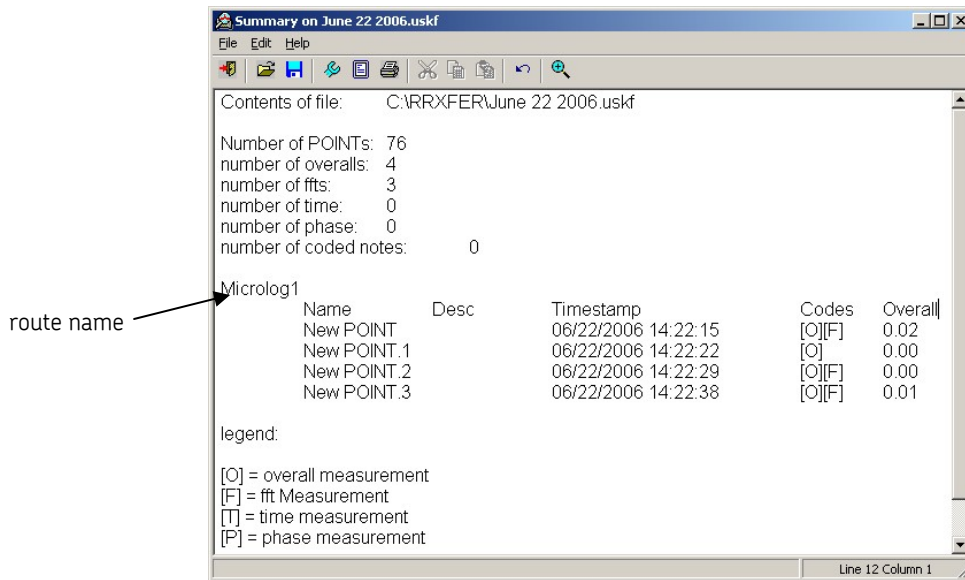 Summary on June 22 2006.uskf
File Edit Help
Contents of file: C:\RRXFER\June 22 2006.uskf
Number of POINTs: 76
number of overalls: 4
number of ffts: 3
number of time: 0
number of phase: 0
number of coded notes: 0
Microlog1
route name
Name Desc Timestamp Codes Overall
New POINT 06/22/2006 14:22:15 [O][F] 0.02
New POINT.1 06/22/2006 14:22:22 [O] 0.00
New POINT.2 06/22/2006 14:22:29 [O][F] 0.00
New POINT.3 06/22/2006 14:22:38 [O][F] 0.01
legend:
[O] = overall measurement
[F] = fft Measurement
[T] = time measurement
[P] = phase measurement
Line 12 Column 1